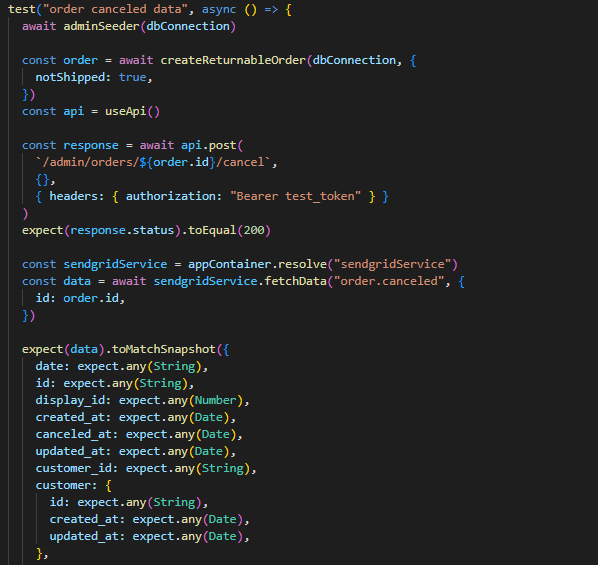 test("order canceled data", async () => {
await adminSeeder(dbConnection)
const order = await createReturnableOrder(dbConnection, {
notShipped: true,
})
const api = useApi()
const response = await api.post(
`/admin/orders/${order.id}/cancel`,
{},
{ headers: { authorization: "Bearer test_token" } }
)
expect(response.status).toEqual(200)
const sendgridService = appContainer.resolve("sendgridService")
const data = await sendgridService.fetchData("order.canceled", {
id: order.id,
})
expect(data).toMatchSnapshot({
date: expect.any(String),
id: expect.any(String),
display_id: expect.any(Number),
created_at: expect.any(Date),
canceled_at: expect.any(Date),
updated_at: expect.any(Date),
customer_id: expect.any(String),
customer: {
id: expect.any(String),
created_at: expect.any(Date),
updated_at: expect.any(Date),
},